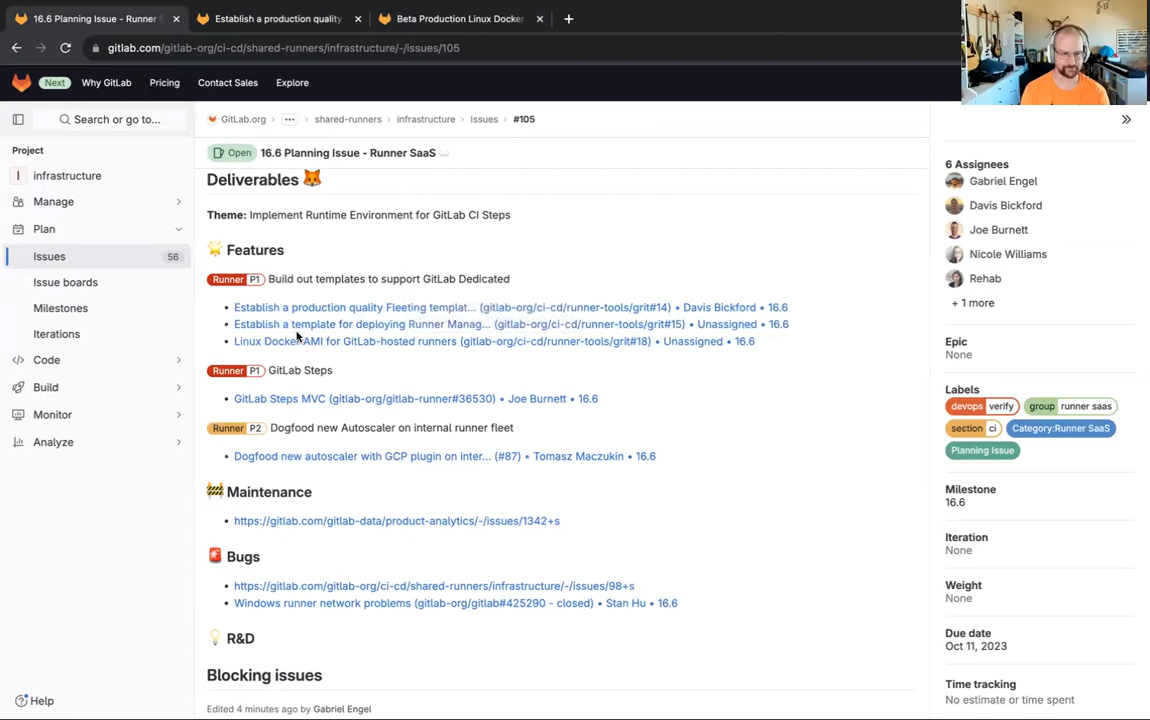 16.6 Planning Issue - Runner S
Establish a production quality
Beta Production Linux Docker
gitlab.com/gitlab-org/ci-cd/shared-runners/infrastructure/-/issues/105
Next
Why GitLab
Pricing
Contact Sales
Explore
Search or go to...
GitLab.org
shared-runners
infrastructure
Issues
#105
Project
I
infrastructure
Manage
Plan
Issues
56
Issue boards
Milestones
Iterations
Code
Build
Deploy
Monitor
Analyze
Help
Open
16.6 Planning Issue - Runner SaaS ☁️
Deliverables 🦊
Theme: Implement Runtime Environment for GitLab CI Steps
🌟 Features
Runner P1 Build out templates to support GitLab Dedicated
• Establish a production quality Fleeting templat... (gitlab-org/ci-cd/runner-tools/grit#14) • Davis Bickford • 16.6
• Establish a template for deploying Runner Manag... (gitlab-org/ci-cd/runner-tools/grit#15) • Unassigned • 16.6
• Linux Docker AMI for GitLab-hosted runners (gitlab-org/ci-cd/runner-tools/grit#18) • Unassigned • 16.6
Runner P1 GitLab Steps
• GitLab Steps MVC (gitlab-org/gitlab-runner#36530) • Joe Burnett • 16.6
Runner P2 Dogfood new Autoscaler on internal runner fleet
• Dogfood new autoscaler with GCP plugin on inter... (#87) • Tomasz Maczukin • 16.6
🚧 Maintenance
• https://gitlab.com/gitlab-data/product-analytics/-/issues/1342+s
🚨 Bugs
• https://gitlab.com/gitlab-org/ci-cd/shared-runners/infrastructure/-/issues/98+s
• Windows runner network problems (gitlab-org/gitlab#425290 - closed) • Stan Hu • 16.6
💡 R&D
Blocking issues
Edited 4 minutes ago by Gabriel Engel
6 Assignees
Gabriel Engel
Davis Bickford
Joe Burnett
Nicole Williams
Rehab
+ 1 more
Epic
None
Labels
devops verify
group runner saas
section ci
Category:Runner SaaS
Planning Issue
Milestone
16.6
Iteration
None
Weight
None
Due date
Oct 11, 2023
Time tracking
No estimate or time spent